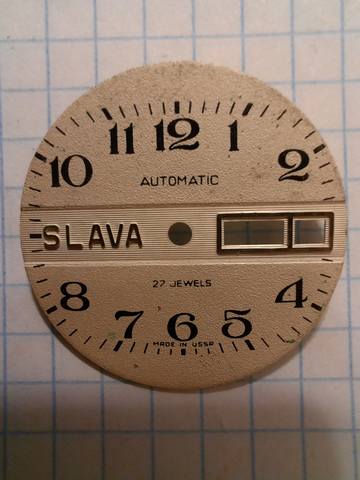 11 12 1
10 2
AUTOMATIC
SLAVA
27 JEWELS
8 4
7 6 5
MADE IN USSR